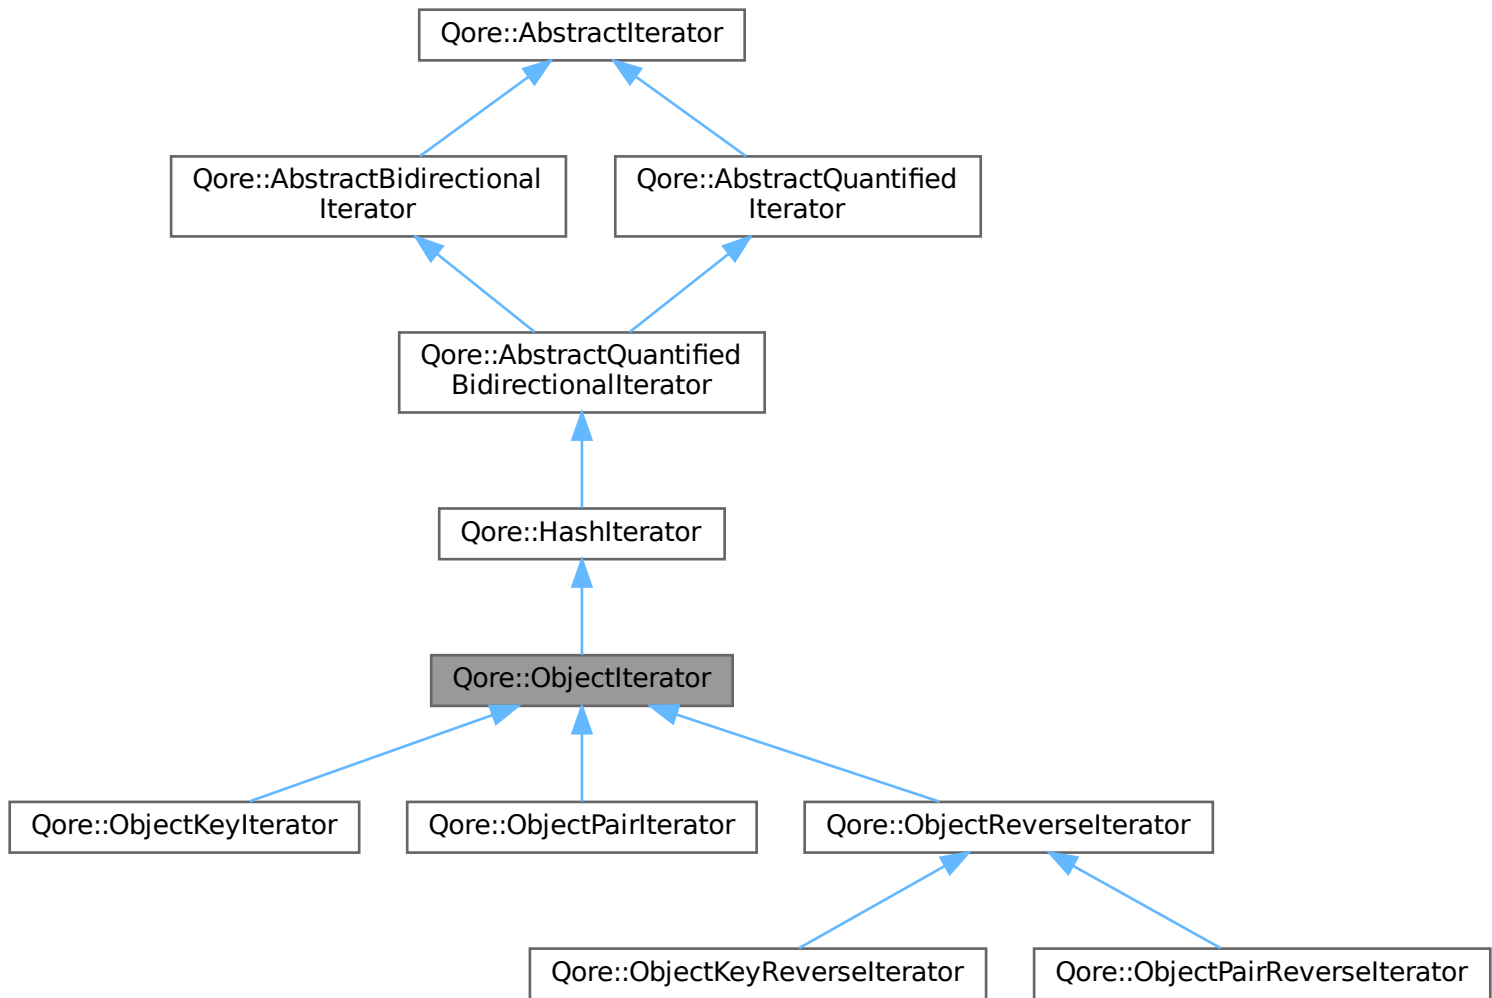 Qore::AbstractIterator
Qore::AbstractBidirectional
Iterator
Qore::AbstractQuantified
Iterator
Qore::AbstractQuantified
BidirectionalIterator
Qore::HashIterator
Qore::ObjectIterator
Qore::ObjectKeyIterator
Qore::ObjectPairIterator
Qore::ObjectReverseIterator
Qore::ObjectKeyReverseIterator
Qore::ObjectPairReverseIterator